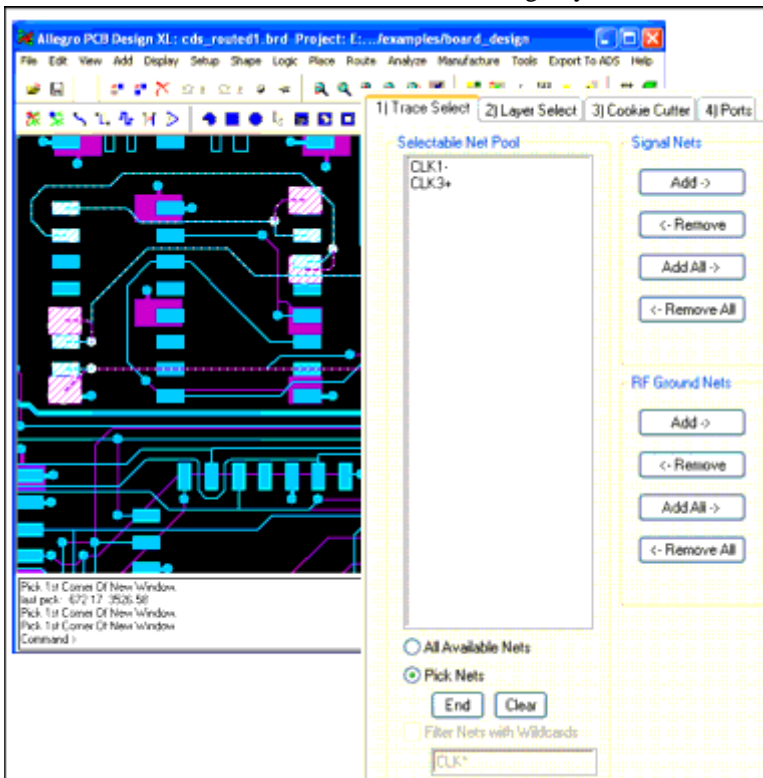 Allegro PCB Design XL: cds_routed1.brd Project: E:.../examples/board_design
File Edit View Add Display Setup Shape Logic Place Route Analyze Manufacture Tools Export To ADS Help
1) Trace Select 2) Layer Select 3) Cookie Cutter 4) Ports
Selectable Net Pool
CLK1-
CLK3+
Signal Nets
Add ->
<- Remove
Add All ->
<- Remove All
RF Ground Nets
Add ->
<- Remove
Add All ->
<- Remove All
Pick 1st Corner Of New Window.
last pick: 672.17 3526.58
Pick 1st Corner Of New Window.
Pick 1st Corner Of New Window.
Command >
All Available Nets
Pick Nets
End Clear
Filter Nets with Wildcards
CLK*